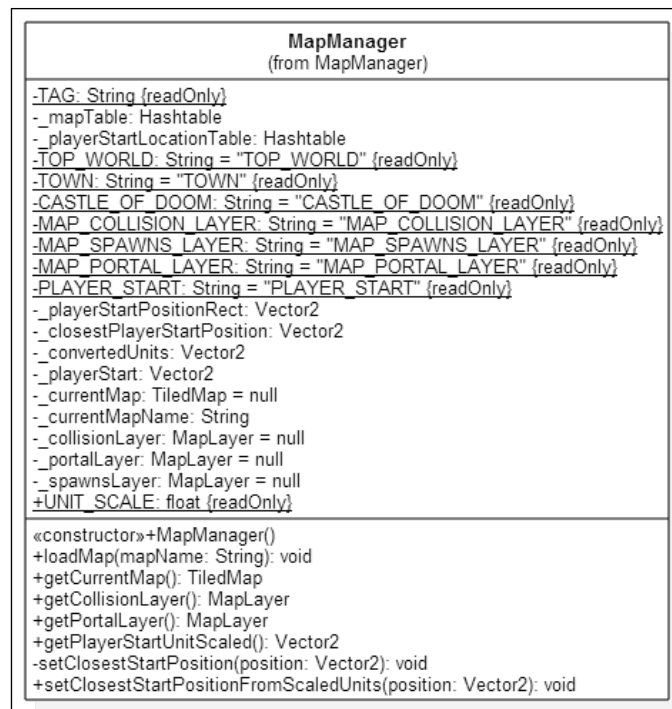 MapManager
(from MapManager)
-TAG: String {readOnly}
-_mapTable: Hashtable
-_playerStartLocationTable: Hashtable
-TOP_WORLD: String = "TOP_WORLD" {readOnly}
-TOWN: String = "TOWN" {readOnly}
-CASTLE_OF_DOOM: String = "CASTLE_OF_DOOM" {readOnly}
-MAP_COLLISION_LAYER: String = "MAP_COLLISION_LAYER" {readOnly}
-MAP_SPAWNS_LAYER: String = "MAP_SPAWNS_LAYER" {readOnly}
-MAP_PORTAL_LAYER: String = "MAP_PORTAL_LAYER" {readOnly}
-PLAYER_START: String = "PLAYER_START" {readOnly}
-_playerStartPositionRect: Vector2
-_closestPlayerStartPosition: Vector2
-_convertedUnits: Vector2
-_playerStart: Vector2
-_currentMap: TiledMap = null
-_currentMapName: String
-_collisionLayer: MapLayer = null
-_portalLayer: MapLayer = null
-_spawnsLayer: MapLayer = null
+UNIT_SCALE: float {readOnly}
«constructor»+MapManager()
+loadMap(mapName: String): void
+getCurrentMap(): TiledMap
+getCollisionLayer(): MapLayer
+getPortalLayer(): MapLayer
+getPlayerStartUnitScaled(): Vector2
-setClosestStartPosition(position: Vector2): void
+setClosestStartPositionFromScaledUnits(position: Vector2): void